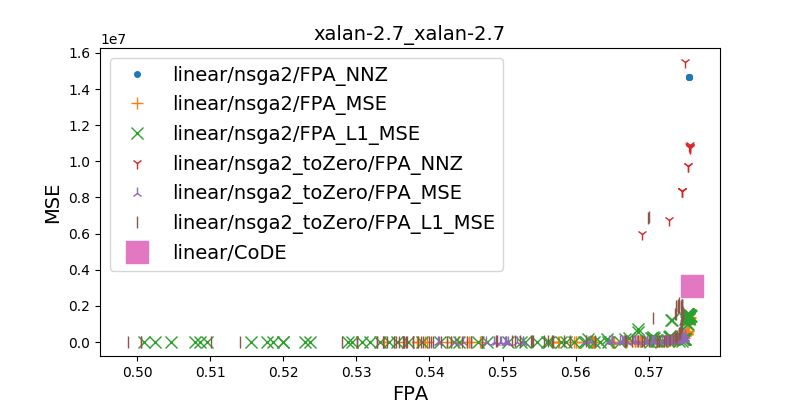 xalan-2.7_xalan-2.7
1e7
1.6
1.4
1.2
1.0
0.8
0.6
0.4
0.2
0.0
MSE
linear/nsga2/FPA_NNZ
linear/nsga2/FPA_MSE
linear/nsga2/FPA_L1_MSE
linear/nsga2_toZero/FPA_NNZ
linear/nsga2_toZero/FPA_MSE
linear/nsga2_toZero/FPA_L1_MSE
linear/CoDE
0.50 0.51 0.52 0.53 0.54 0.55 0.56 0.57
FPA